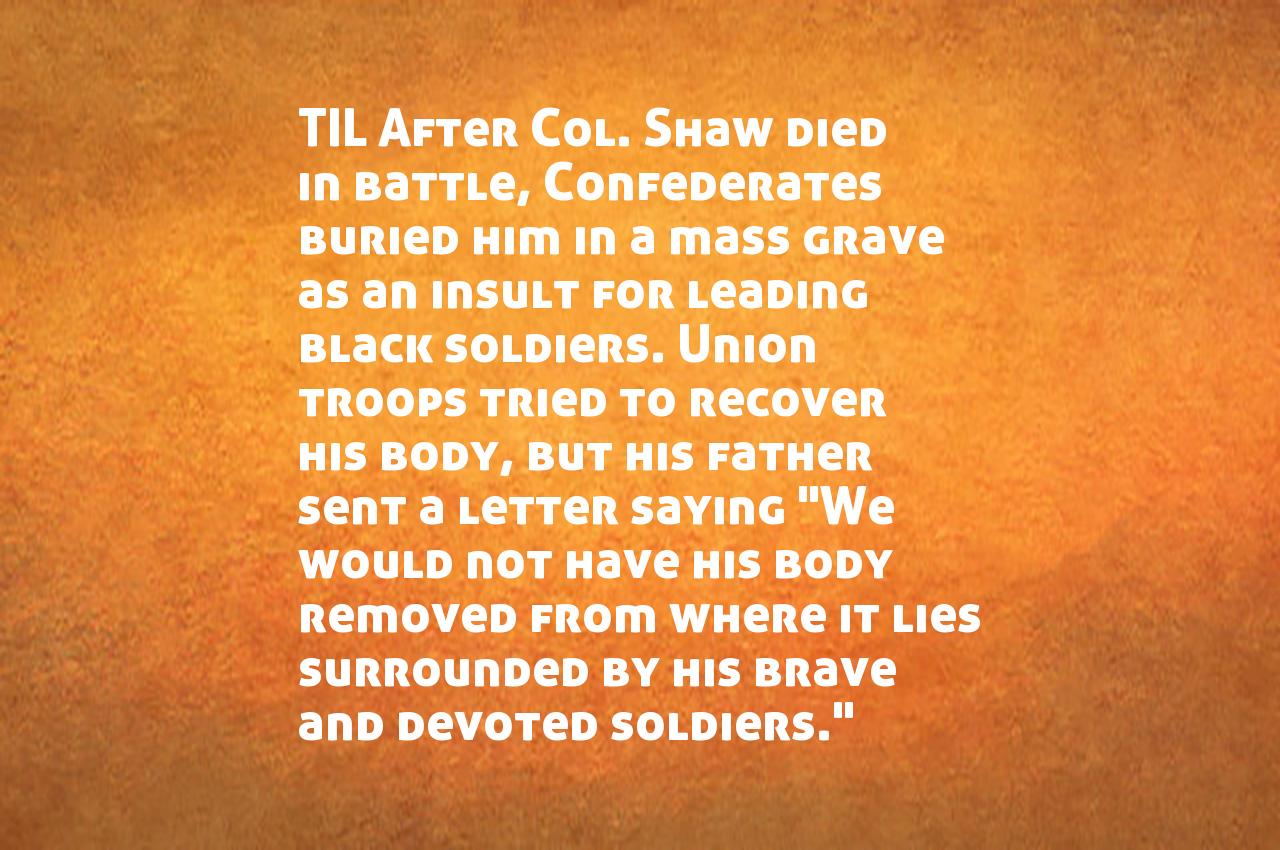 TIL After Col. Shaw died
in battle, Confederates
buried him in a mass grave
as an insult for leading
black soldiers. Union
troops tried to recover
his body, but his father
sent a letter saying "We
would not have his body
removed from where it lies
surrounded by his brave
and devoted soldiers."